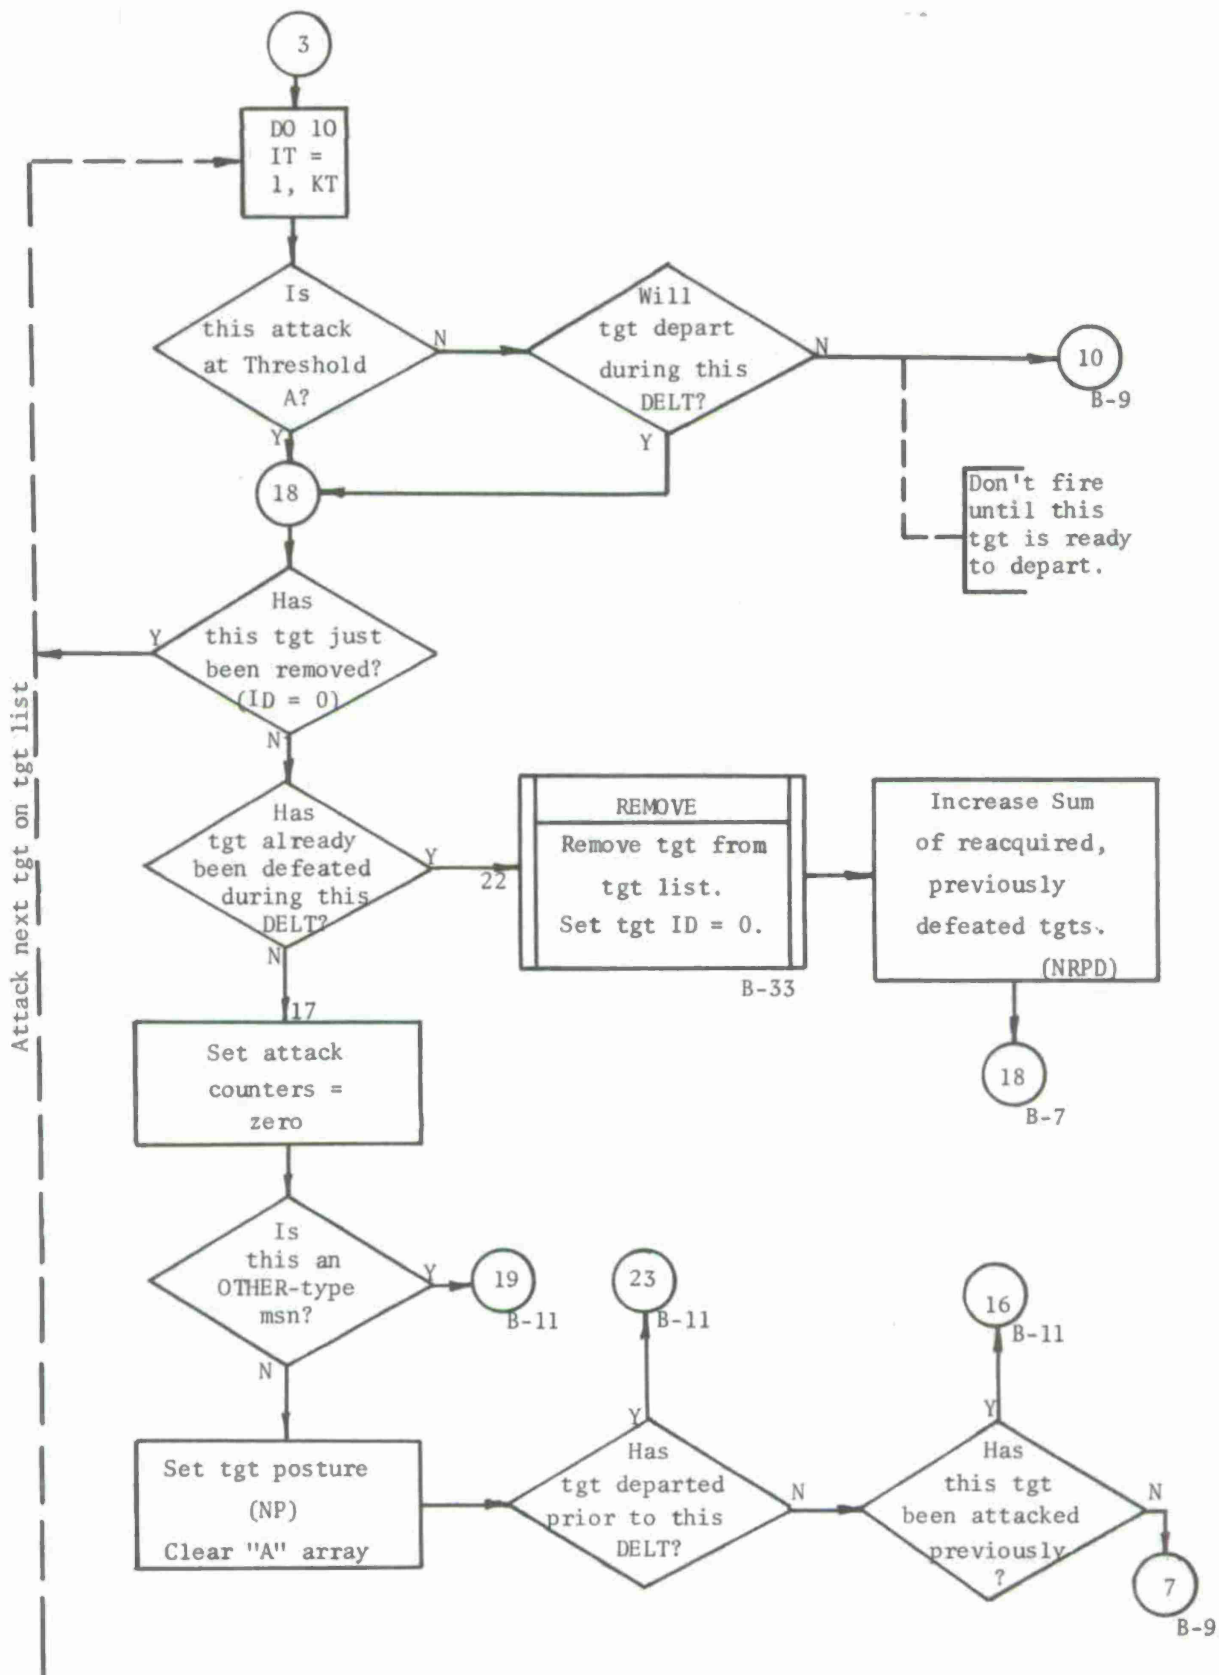 3
DO 10
IT =
1, KT
Is
this attack
at Threshold
A?
N
Y
Will
tgt depart
during this
DELT?
N
Y
10
B-9
Don't fire
until this
tgt is ready
to depart.
18
Has
this tgt just
been removed?
(ID = 0)
Y
N
Attack next tgt on tgt list
Has
tgt already
been defeated
during this
DELT?
Y
22
N
REMOVE
Remove tgt from
tgt list.
Set tgt ID = 0.
B-33
Increase Sum
of reacquired,
previously
defeated tgts.
(NRPD)
18
B-7
17
Set attack
counters =
zero
Is
this an
OTHER-type
msn?
Y
N
19
B-11
23
B-11
16
B-11
Set tgt posture
(NP)
Clear "A" array
Y
Has
tgt departed
prior to this
DELT?
N
Y
Has
this tgt
been attacked
previously
?
N
7
B-9